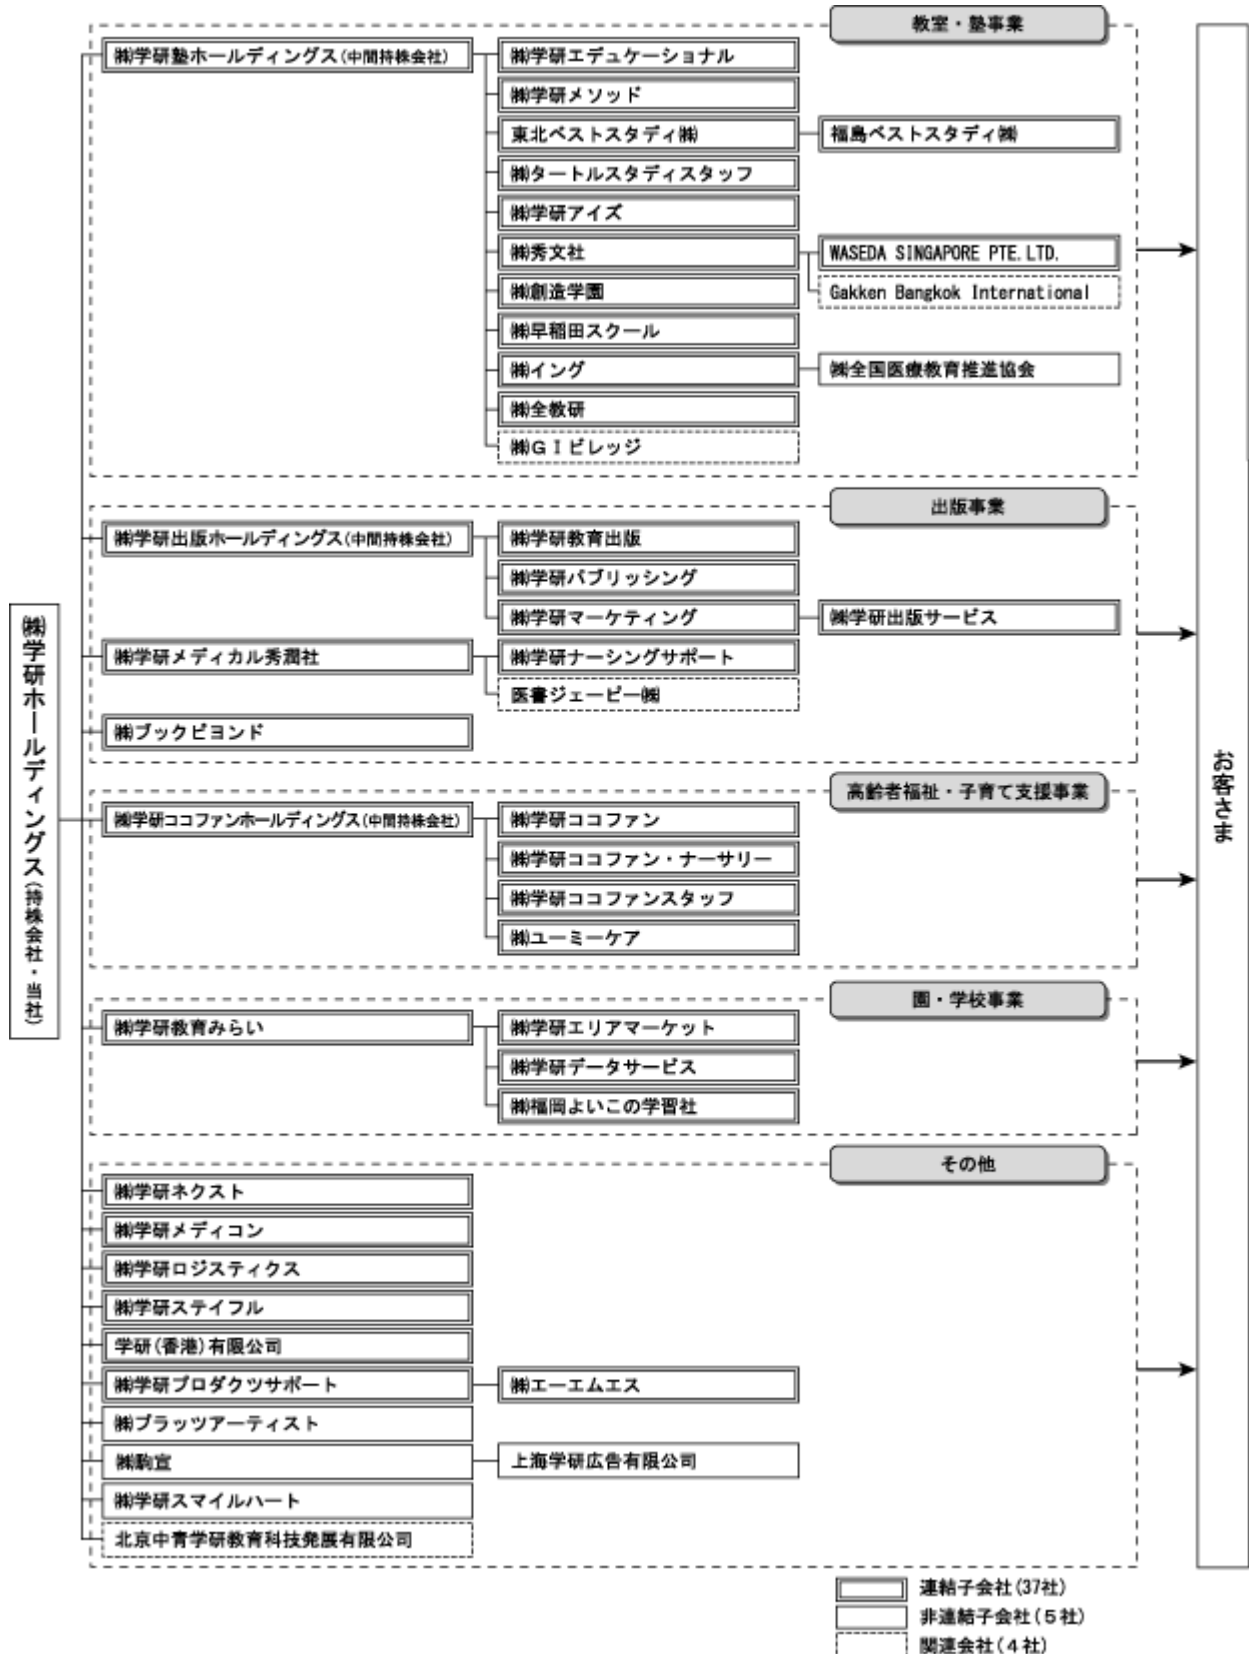 教室・塾事業
㈱学研塾ホールディングス(中間持株会社)
㈱学研エデュケーショナル
㈱学研メソッド
東北ベストスタディ㈱
福島ベストスタディ㈱
㈱タートルスタディスタッフ
㈱学研アイズ
㈱秀文社
WASEDA SINGAPORE PTE.LTD.
Gakken Bangkok International
㈱創造学園
㈱早稲田スクール
㈱イング
㈱全国医療教育推進協会
㈱全教研
㈱GIビレッジ
出版事業
㈱学研出版ホールディングス(中間持株会社)
㈱学研教育出版
㈱学研パブリッシング
㈱学研マーケティング
㈱学研出版サービス
㈱学研メディカル秀潤社
㈱学研ナーシングサポート
医書ジェーピー㈱
㈱ブックビヨンド
㈱学研ホールディングス(持株会社・当社)
お客さま
高齢者福祉・子育て支援事業
㈱学研ココファンホールディングス(中間持株会社)
㈱学研ココファン
㈱学研ココファン・ナーサリー
㈱学研ココファンスタッフ
㈱ユーミーケア
園・学校事業
㈱学研教育みらい
㈱学研エリアマーケット
㈱学研データサービス
㈱福岡よいこの学習社
その他
㈱学研ネクスト
㈱学研メディコン
㈱学研ロジスティクス
㈱学研ステイフル
学研(香港)有限公司
㈱学研プロダクツサポート
㈱エーエムエス
㈱ブラッツアーティスト
㈱駒宣
上海学研広告有限公司
㈱学研スマイルハート
北京中青学研教育科技発展有限公司
連結子会社(37社)
非連結子会社(5社)
関連会社(4社)